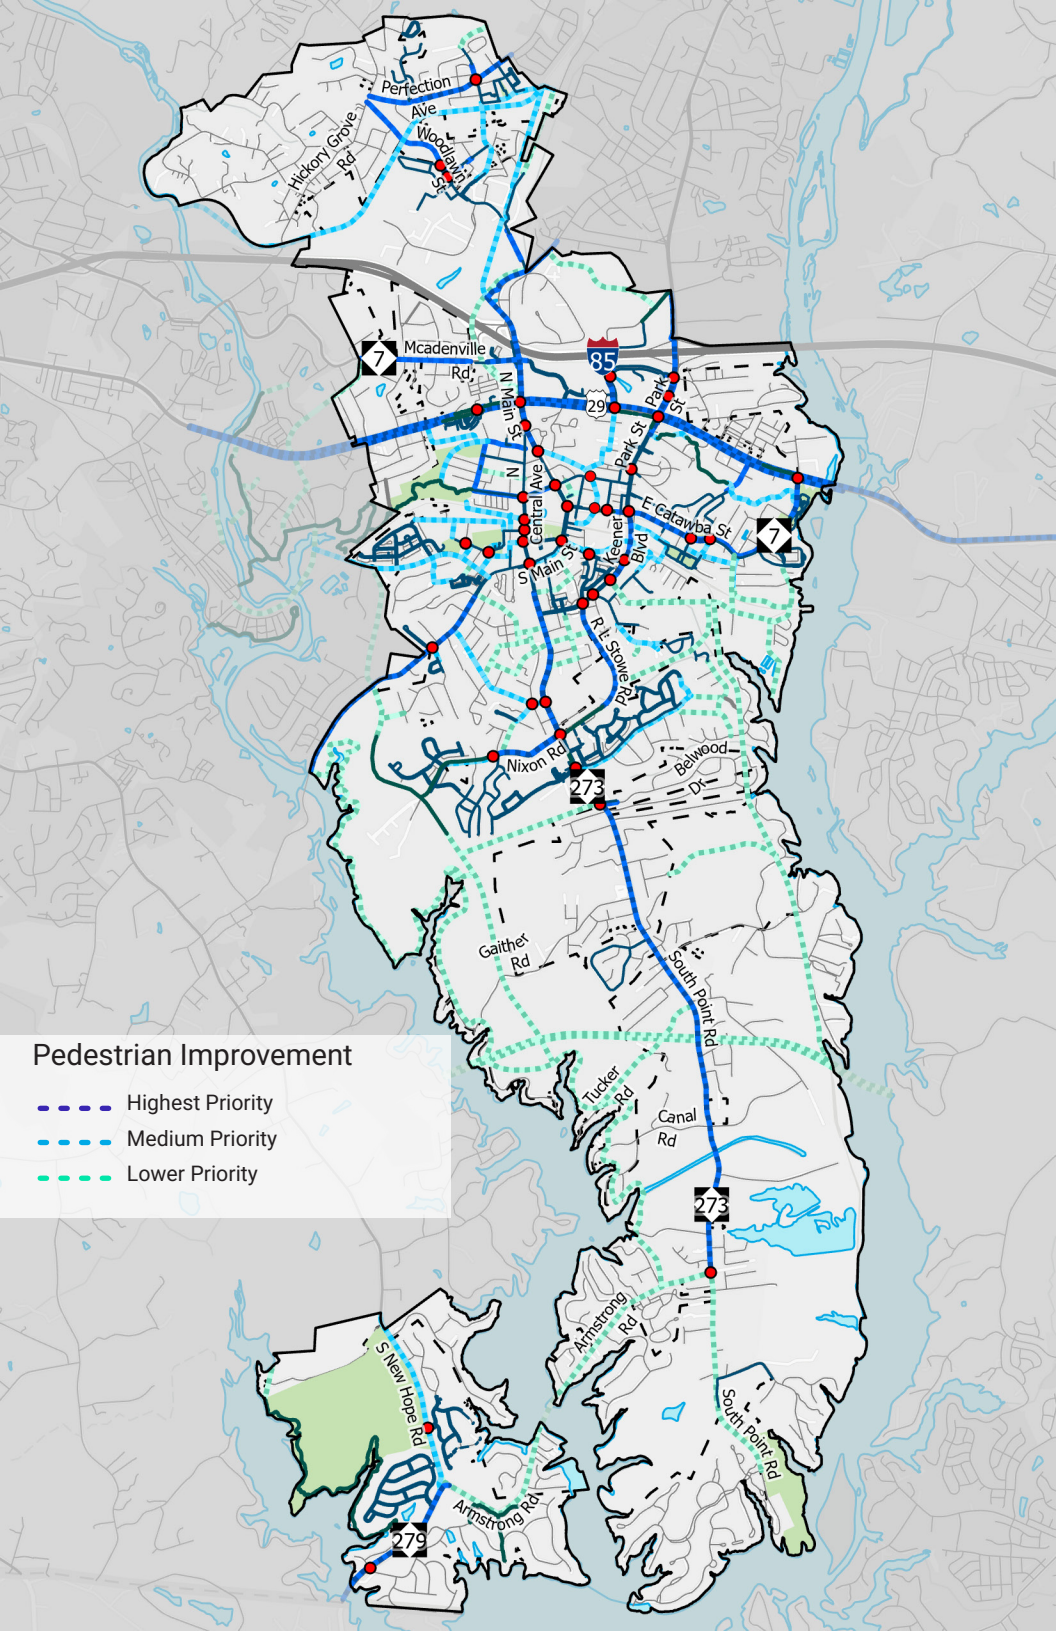 Perfection
Ave
Woodlawn
St
Hickory Grove
Rd
7
Mcadenville
Rd
85
29
N Main St
Park
St
Park St
N
Central Ave
E Catawba St
7
Keener
Blvd
S Main St
R L Stowe Rd
Nixon Rd
Belwood
Dr
273
Gaither
Rd
South Point Rd
Pedestrian Improvement
Highest Priority
Medium Priority
Lower Priority
Tucker
Rd
Canal
Rd
273
Armstrong
Rd
S New Hope Rd
South Point Rd
Armstrong Rd
279